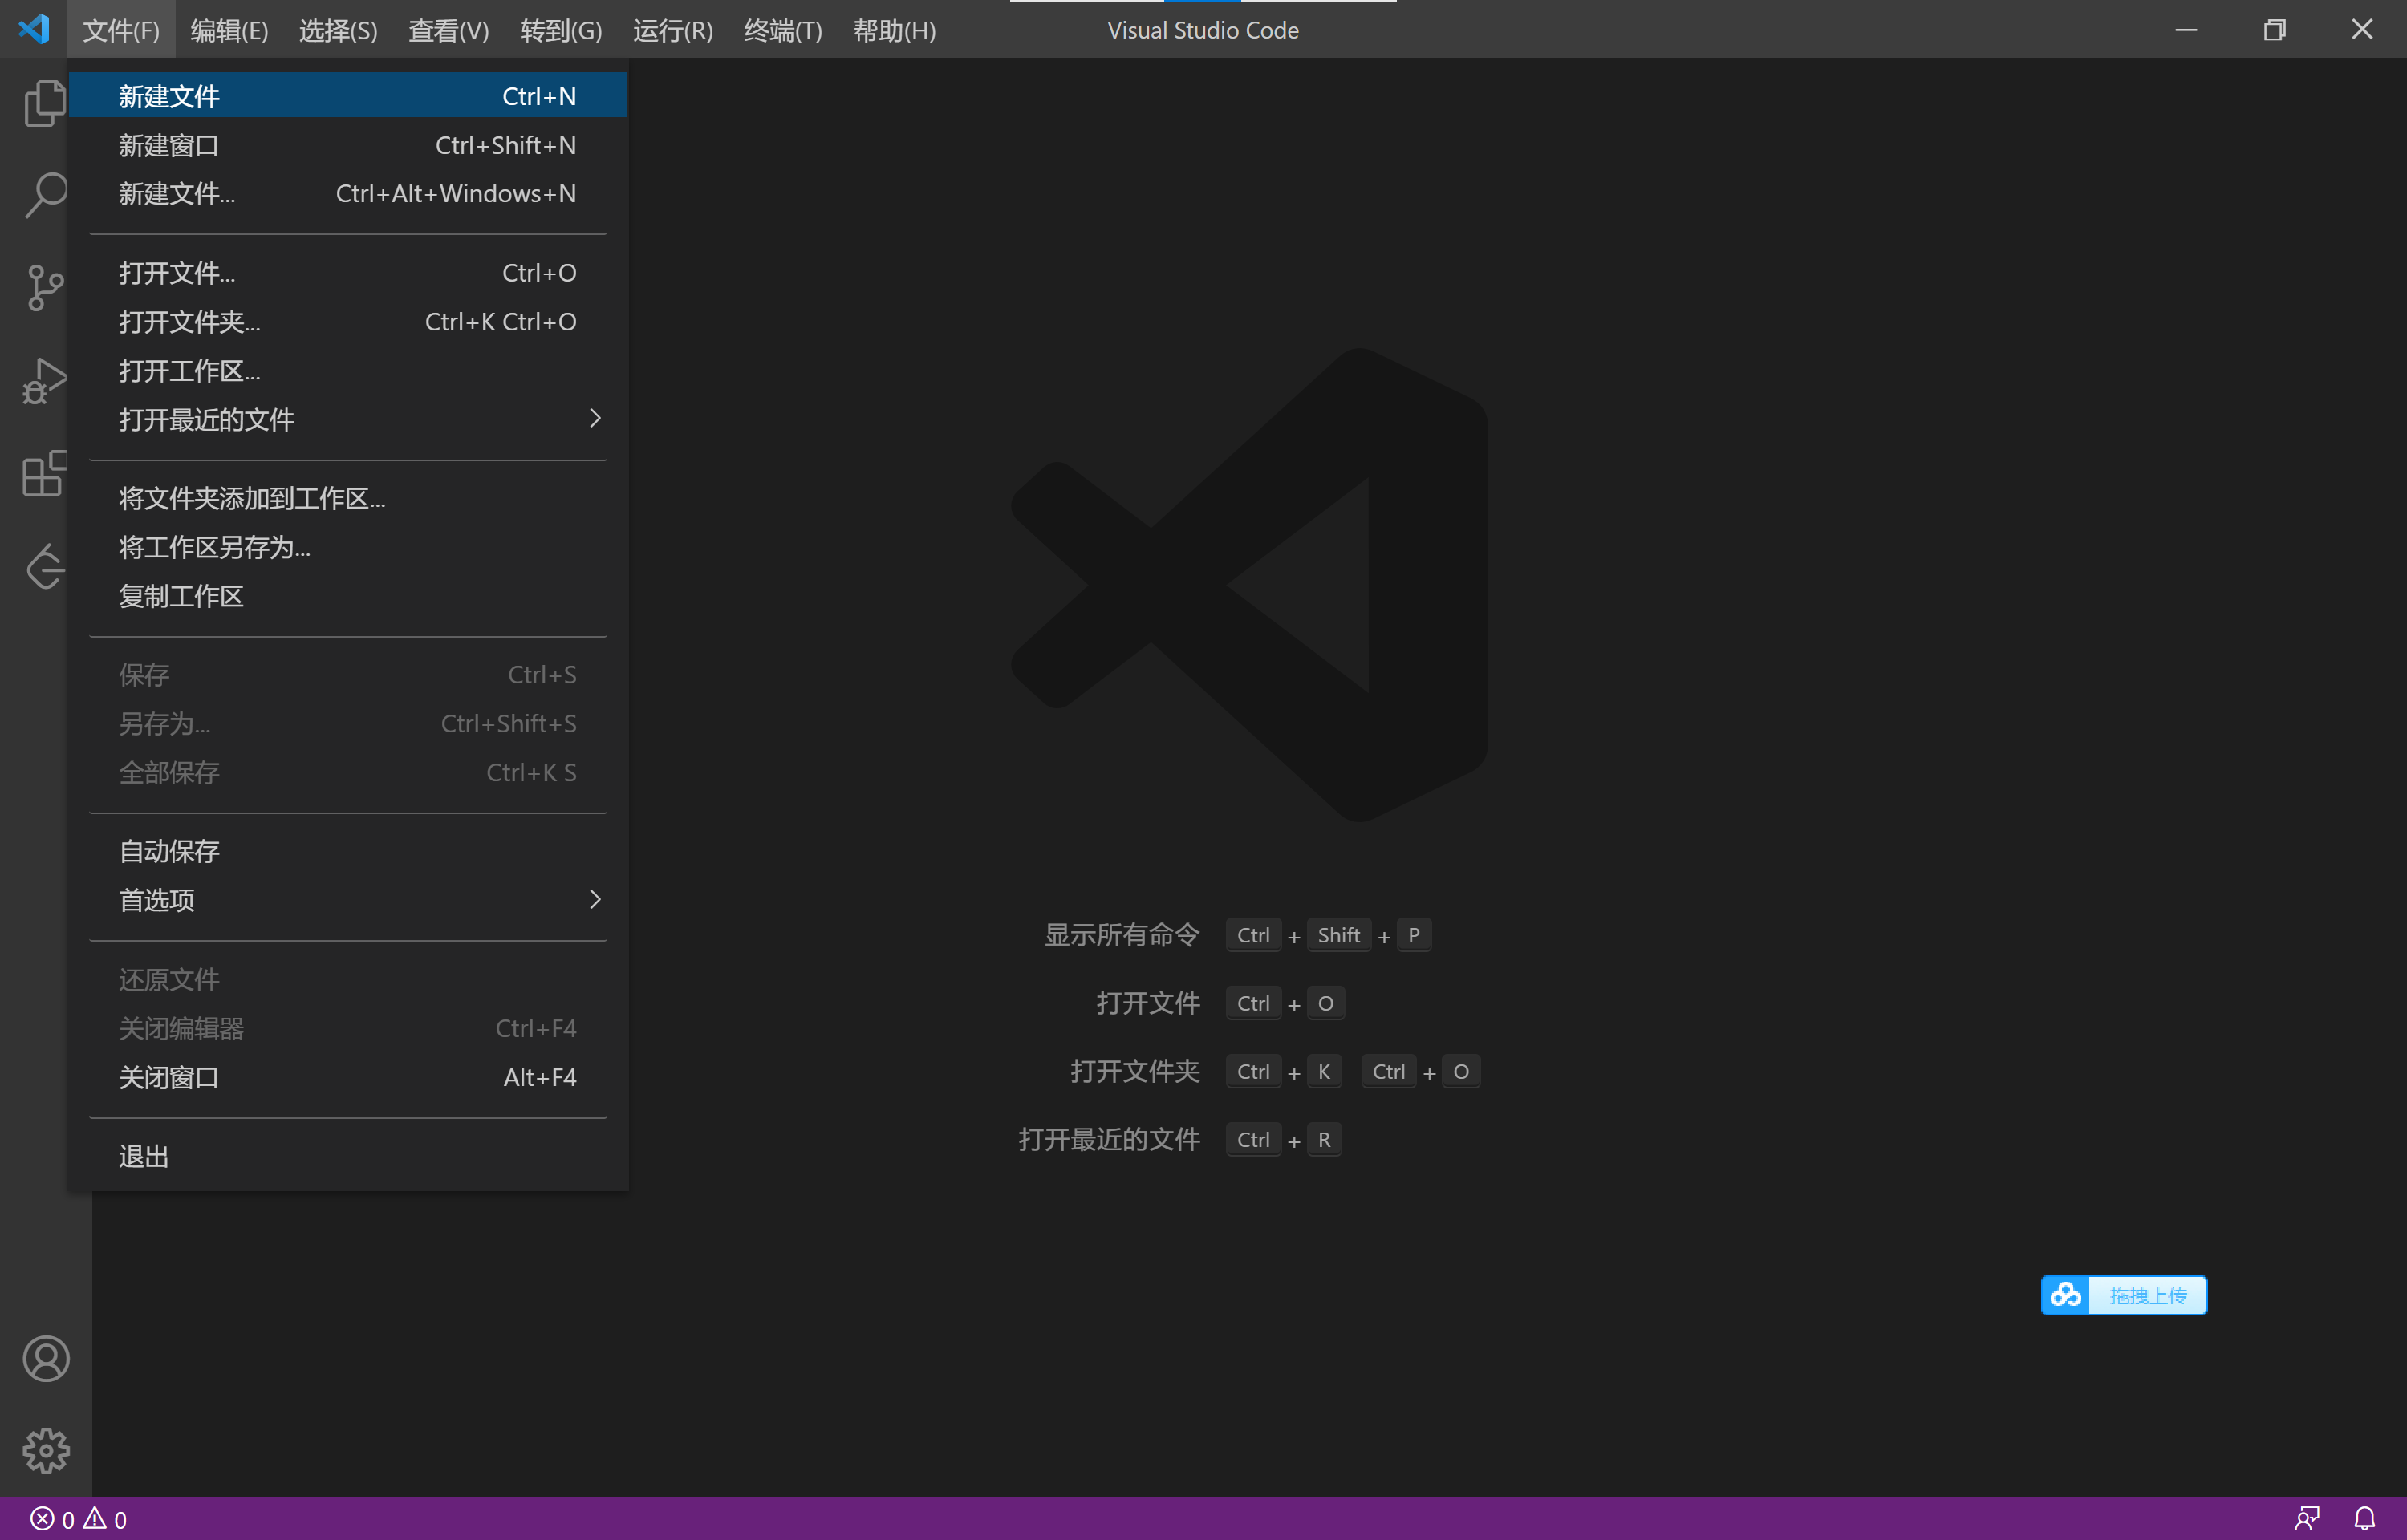 文件(F) 编辑(E) 选择(S) 查看(V) 转到(G) 运行(R) 终端(T) 帮助(H) Visual Studio Code
新建文件 Ctrl+N
新建窗口 Ctrl+Shift+N
新建文件... Ctrl+Alt+Windows+N
打开文件... Ctrl+O
打开文件夹... Ctrl+K Ctrl+O
打开工作区...
打开最近的文件
将文件夹添加到工作区...
将工作区另存为...
复制工作区
保存 Ctrl+S
另存为... Ctrl+Shift+S
全部保存 Ctrl+K S
自动保存
首选项
还原文件
关闭编辑器 Ctrl+F4
关闭窗口 Alt+F4
退出
显示所有命令 Ctrl + Shift + P
打开文件 Ctrl + O
打开文件夹 Ctrl + K Ctrl + O
打开最近的文件 Ctrl + R
拖拽上传
0 0